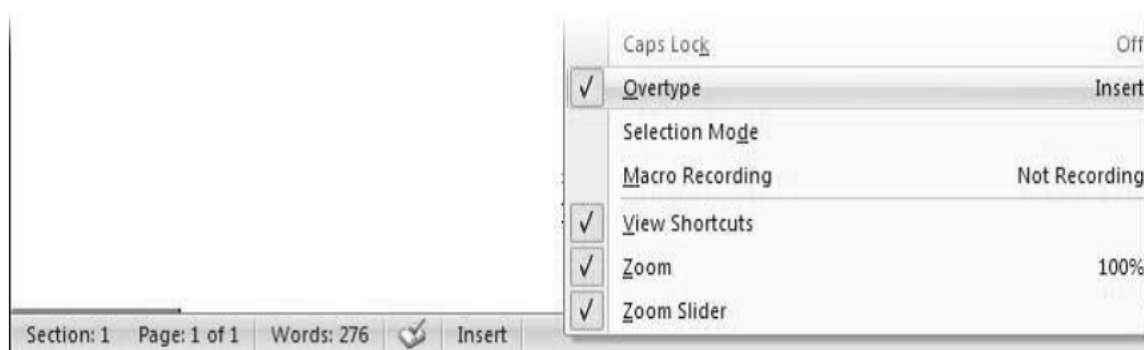 Caps Lock Off
Overtype Insert
Selection Mode
Macro Recording Not Recording
View Shortcuts
Zoom 100%
Zoom Slider
Section: 1 Page: 1 of 1 Words: 276 Insert